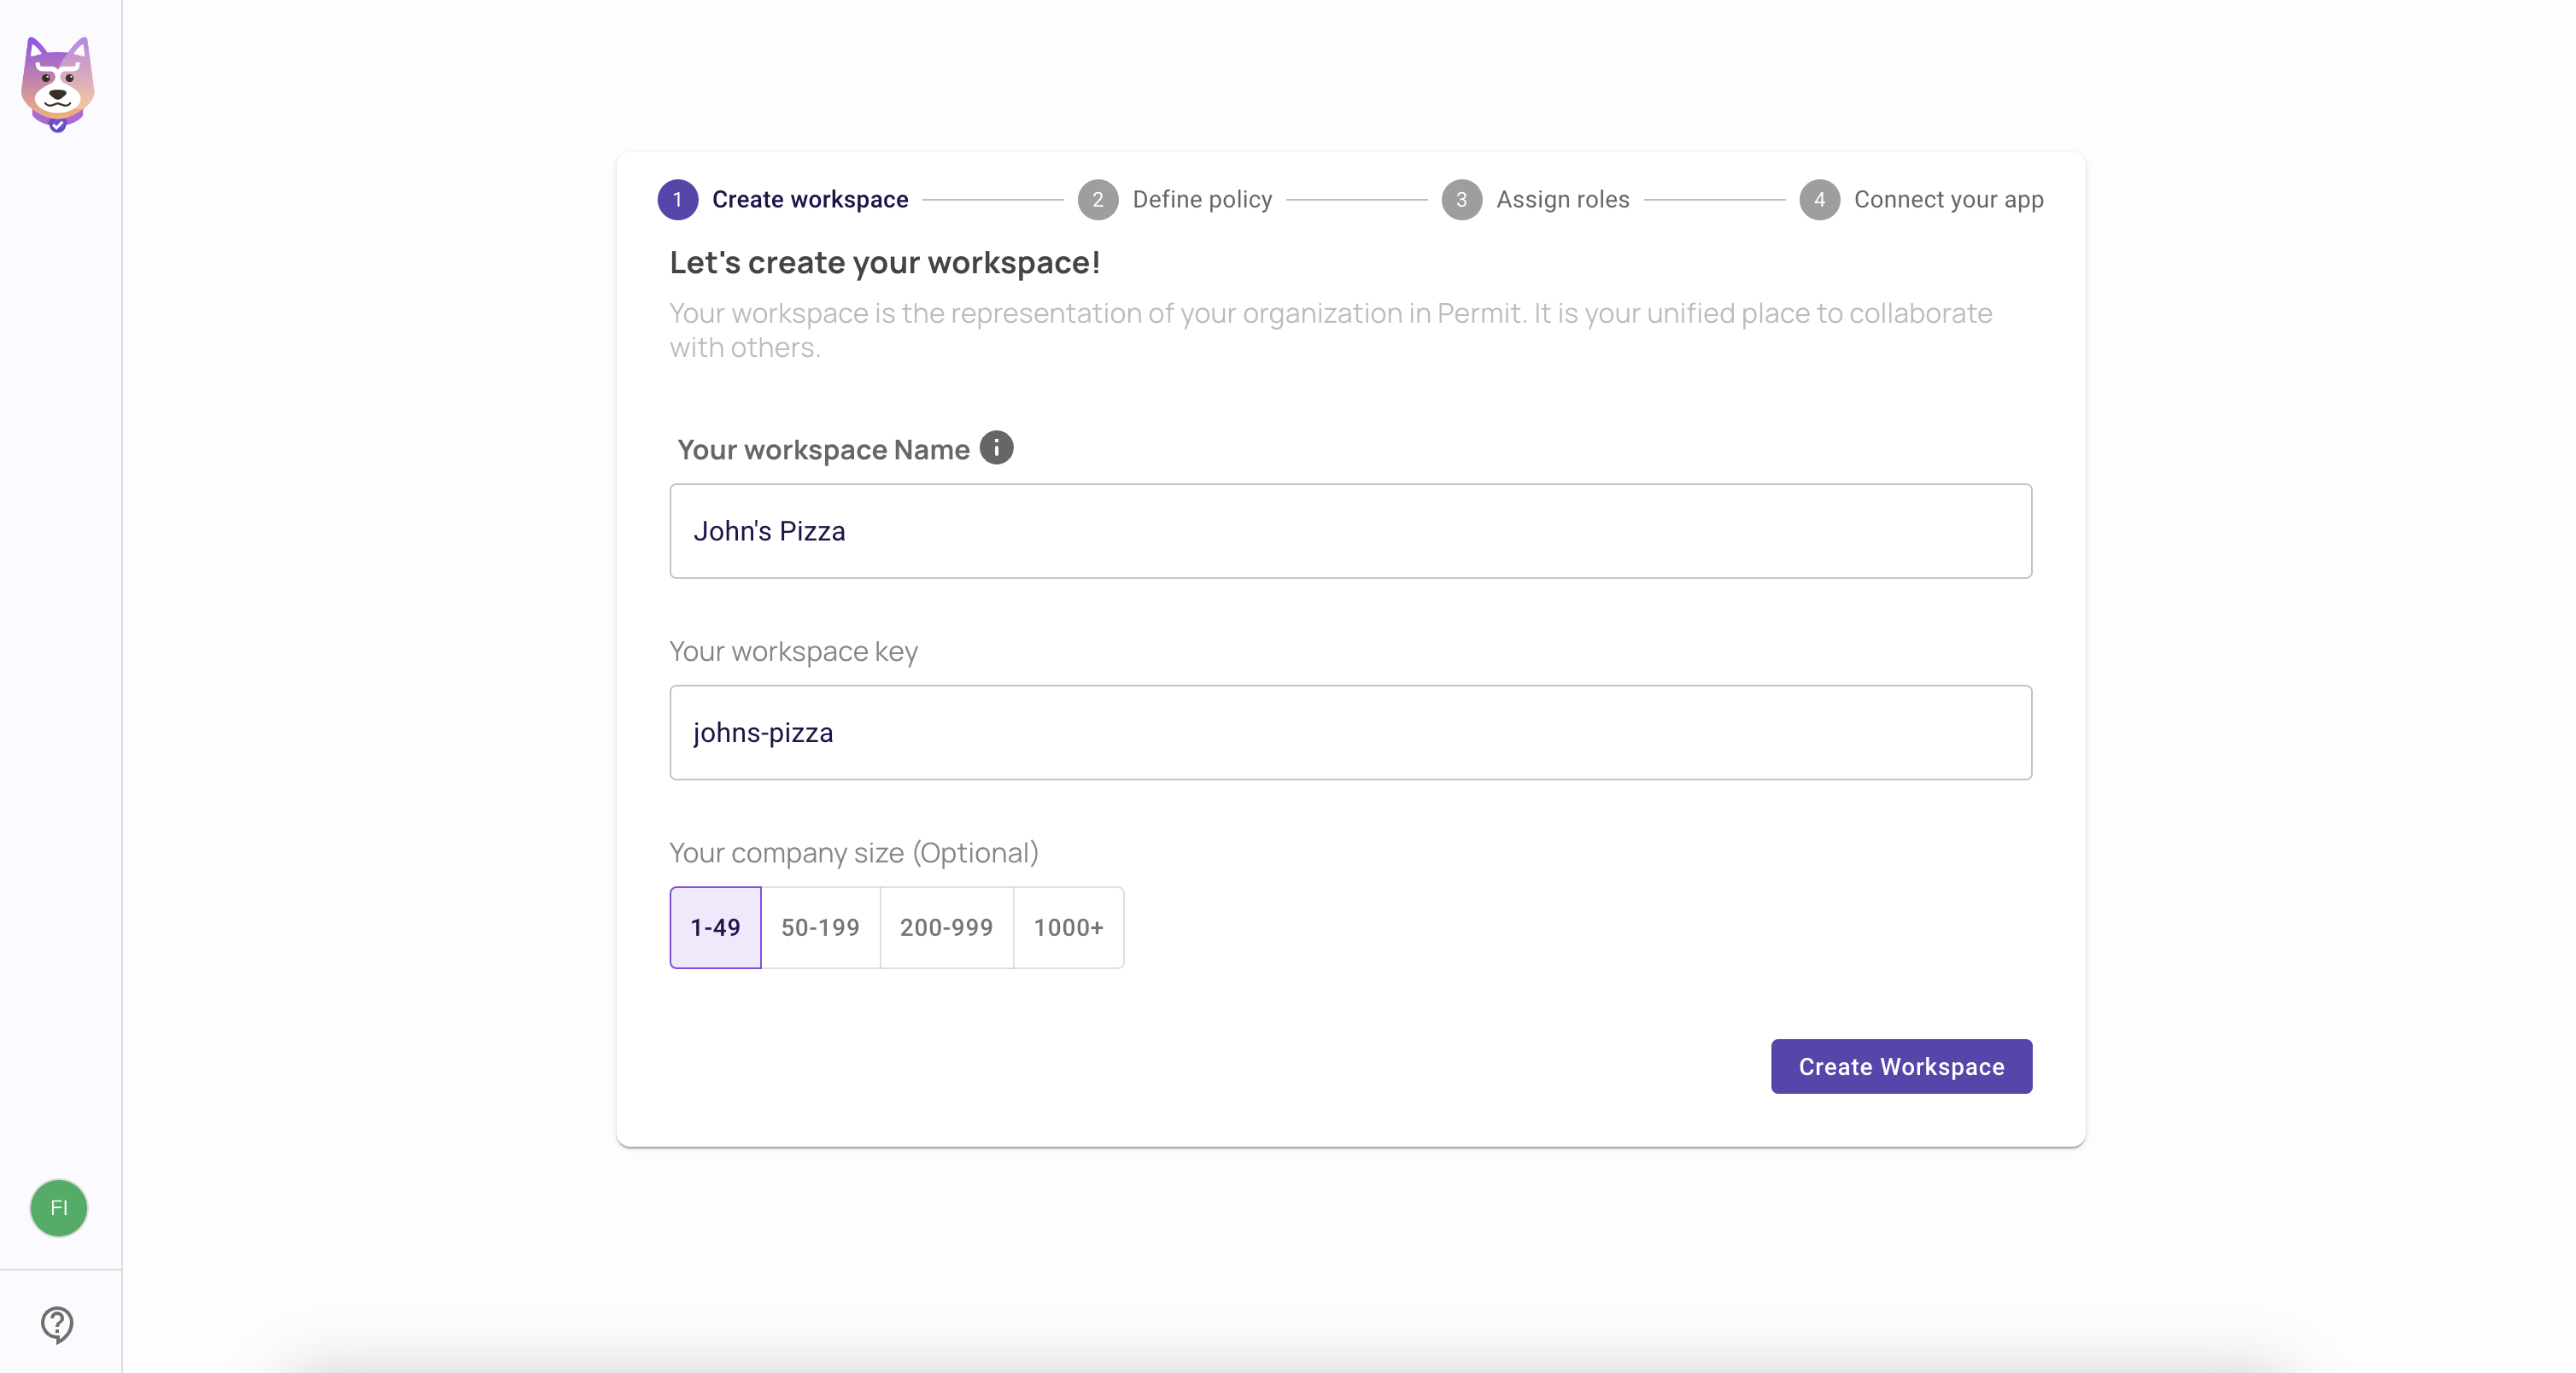 1 Create workspace 2 Define policy 3 Assign roles 4 Connect your app
Let's create your workspace!
Your workspace is the representation of your organization in Permit. It is your unified place to collaborate
with others.
Your workspace Name i
John's Pizza
Your workspace key
johns-pizza
Your company size (Optional)
1-49 50-199 200-999 1000+
Create Workspace
FI
?